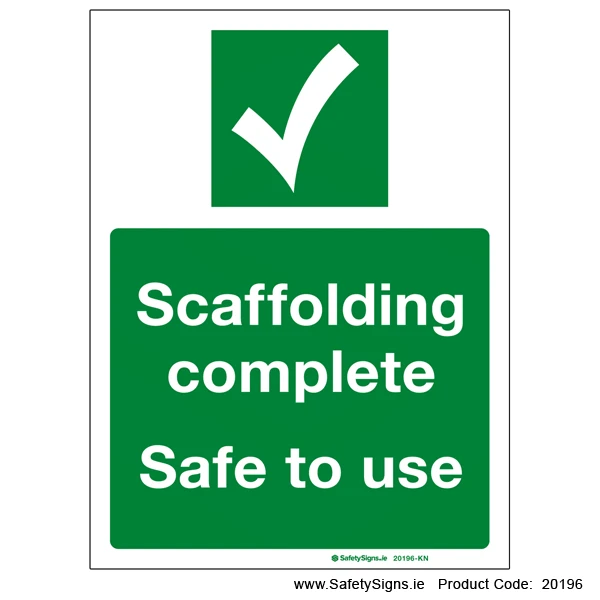 Scaffolding
complete
Safe to use
SafetySigns.ie 20196-KN
www.SafetySigns.ie Product Code: 20196